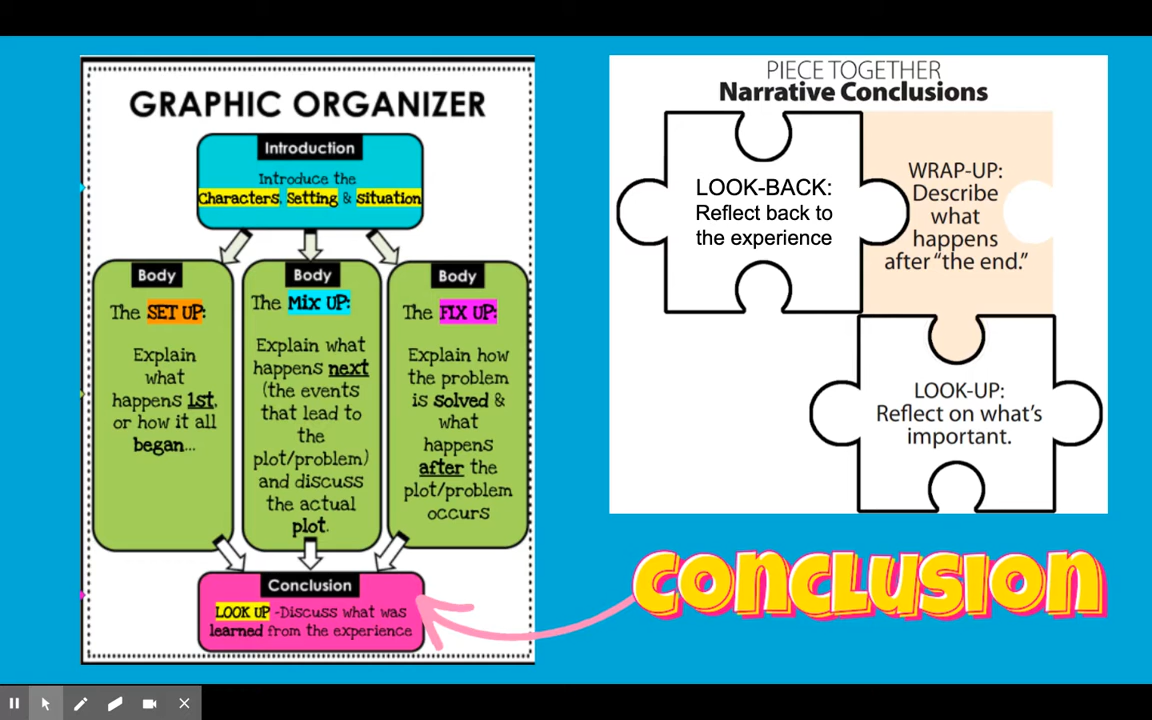 GRAPHIC ORGANIZER
Introduction
Introduce the
Characters, Setting & situation
Body
The SET UP:
Explain
what
happens 1st,
or how it all
began...
Body
The Mix UP:
Explain what
happens next
(the events
that lead to
the
plot/problem)
and discuss
the actual
plot.
Body
The FIX UP:
Explain how
the problem
is solved &
what
happens
after the
plot/problem
occurs
Conclusion
LOOK UP -Discuss what was
learned from the experience
PIECE TOGETHER
Narrative Conclusions
LOOK-BACK:
Reflect back to
the experience
WRAP-UP:
Describe
what
happens
after “the end.”
LOOK-UP:
Reflect on what’s
important.
CONCLUSION